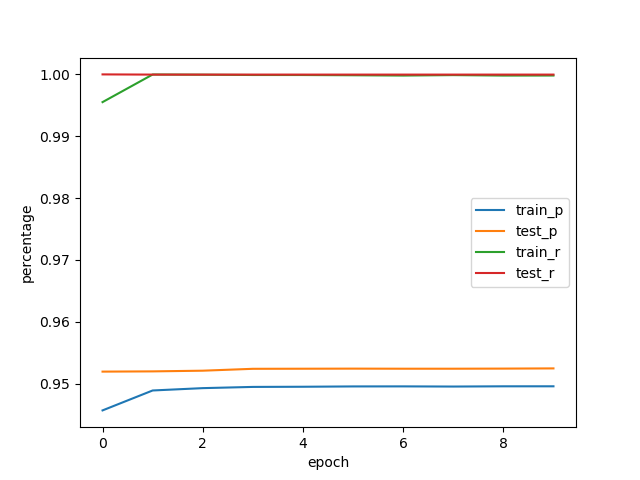 1.00
0.99
0.98
0.97
0.96
0.95
percentage
train_p
test_p
train_r
test_r
0 2 4 6 8
epoch